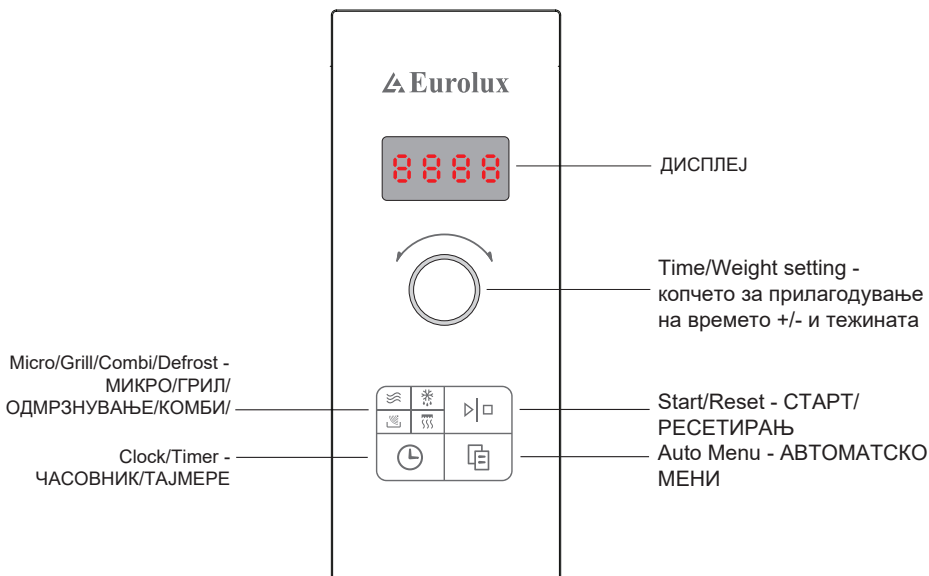 Eurolux
8888
ДИСПЛЕЈ
Time/Weight setting -
копчето за прилагодување
на времето +/- и тежината
Micro/Grill/Combi/Defrost -
МИКРО/ГРИЛ/
ОДМРЗНУВАЊЕ/КОМБИ/
Clock/Timer -
ЧАСОВНИК/ТАЈМЕРЕ
Start/Reset - СТАРТ/
РЕСЕТИРАЊ
Auto Menu - АВТОМАТСКО
МЕНИ